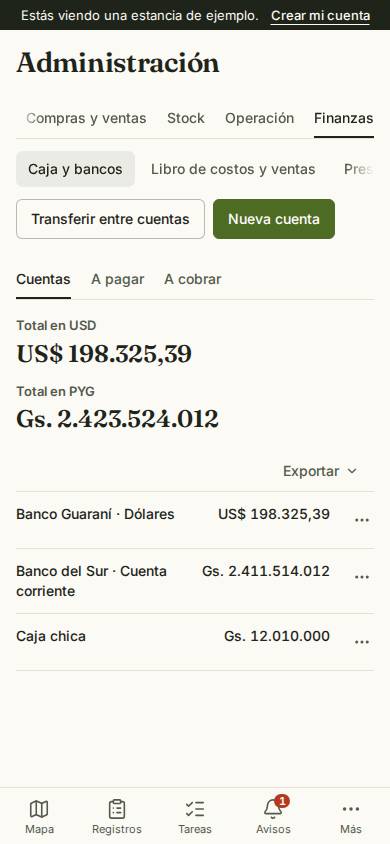 Estás viendo una estancia de ejemplo. Crear mi cuenta
Administración
Compras y ventas Stock Operación Finanzas
Caja y bancos Libro de costos y ventas Pres
Transferir entre cuentas Nueva cuenta
Cuentas A pagar A cobrar
Total en USD
US$ 198.325,39
Total en PYG
Gs. 2.423.524.012
Exportar
Banco Guaraní · Dólares US$ 198.325,39
Banco del Sur · Cuenta corriente Gs. 2.411.514.012
Caja chica Gs. 12.010.000
1
Mapa Registros Tareas Avisos Más